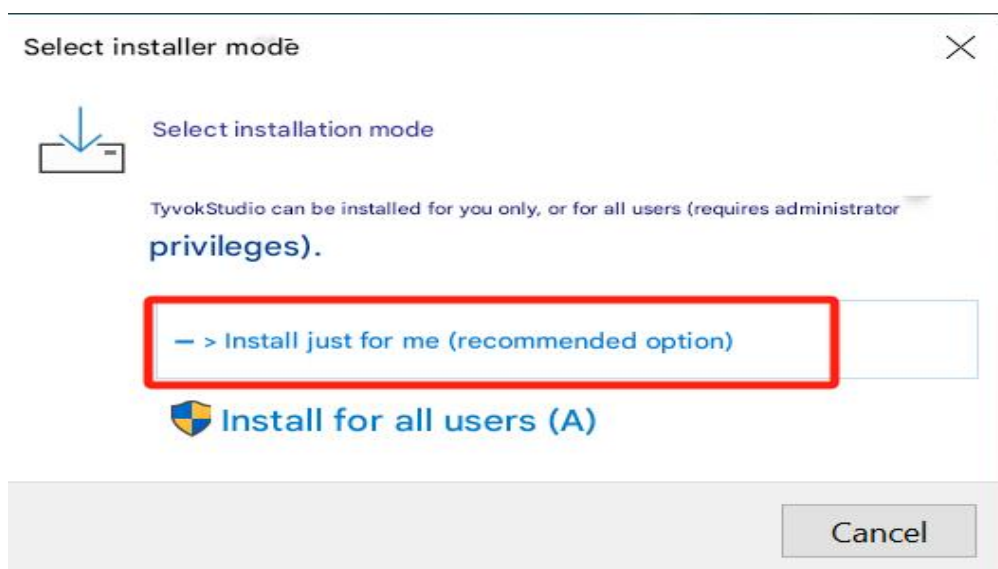 Select installer mode
Select installation mode
TyvokStudio can be installed for you only, or for all users (requires administrator
privileges).
— > Install just for me (recommended option)
Install for all users (A)
Cancel